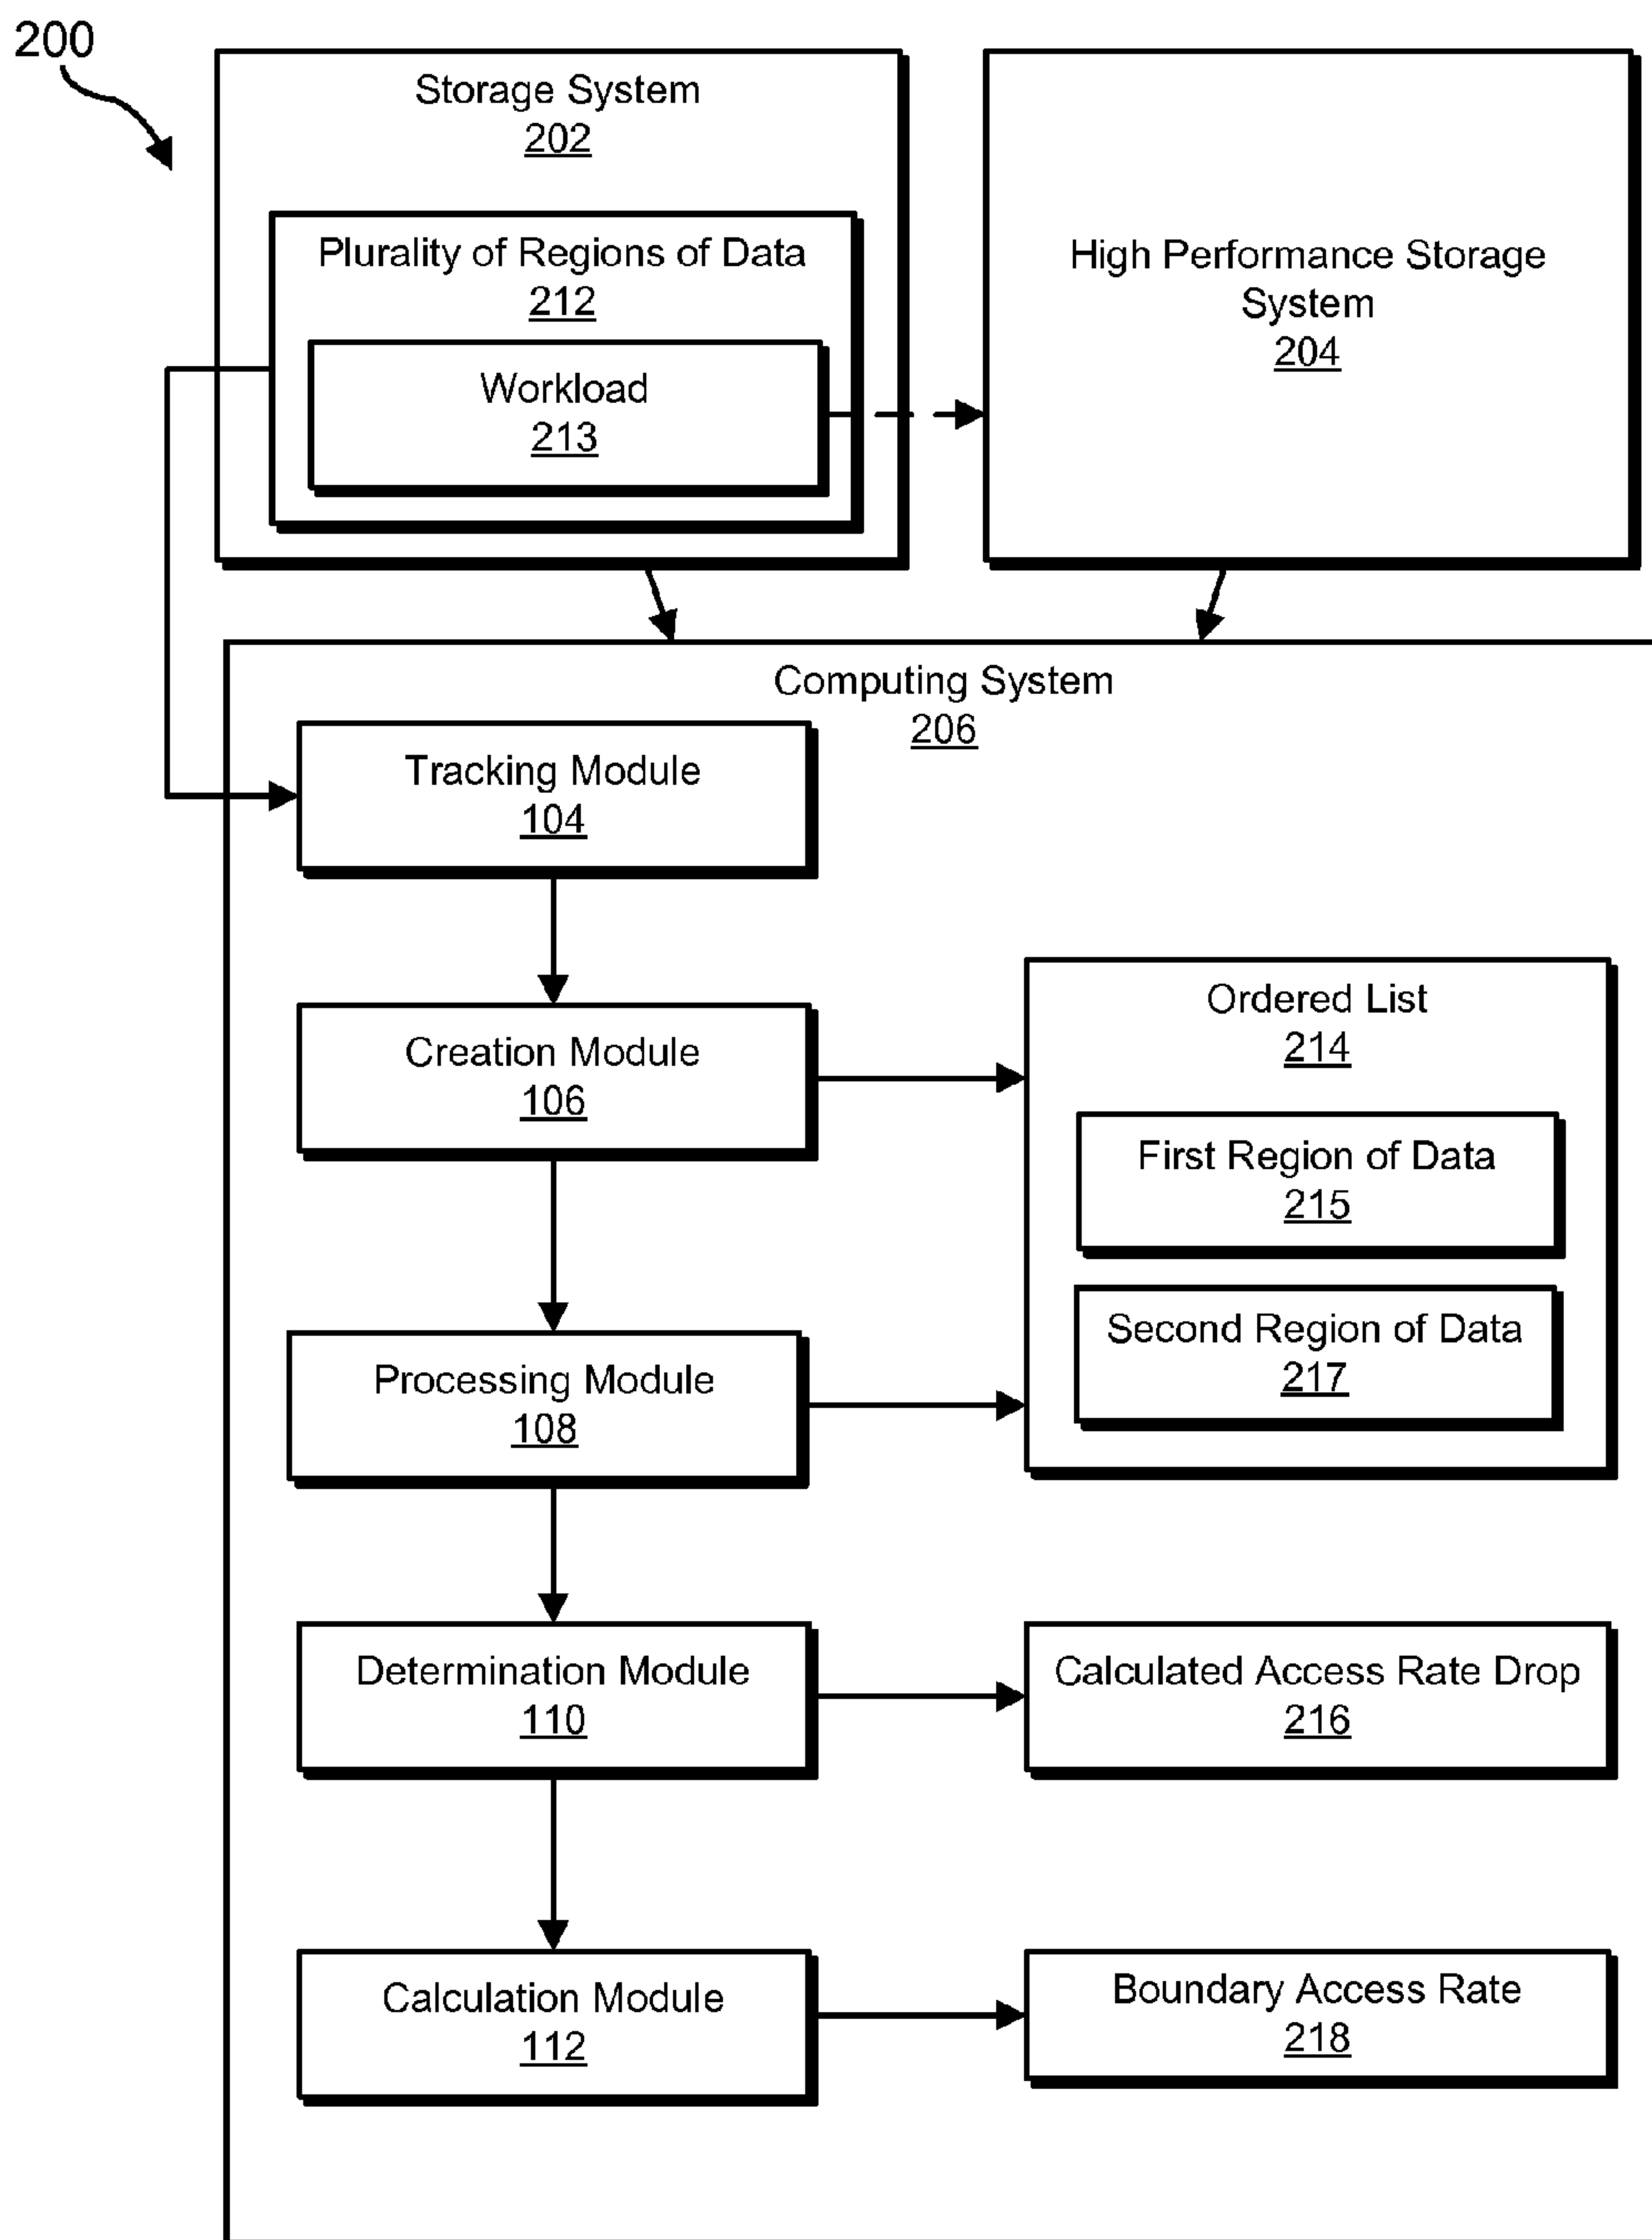 200
Storage System
202
Plurality of Regions of Data
212
Workload
213
High Performance Storage
System
204
Computing System
206
Tracking Module
104
Creation Module
106
Ordered List
214
First Region of Data
215
Second Region of Data
217
Processing Module
108
Determination Module
110
Calculated Access Rate Drop
216
Calculation Module
112
Boundary Access Rate
218